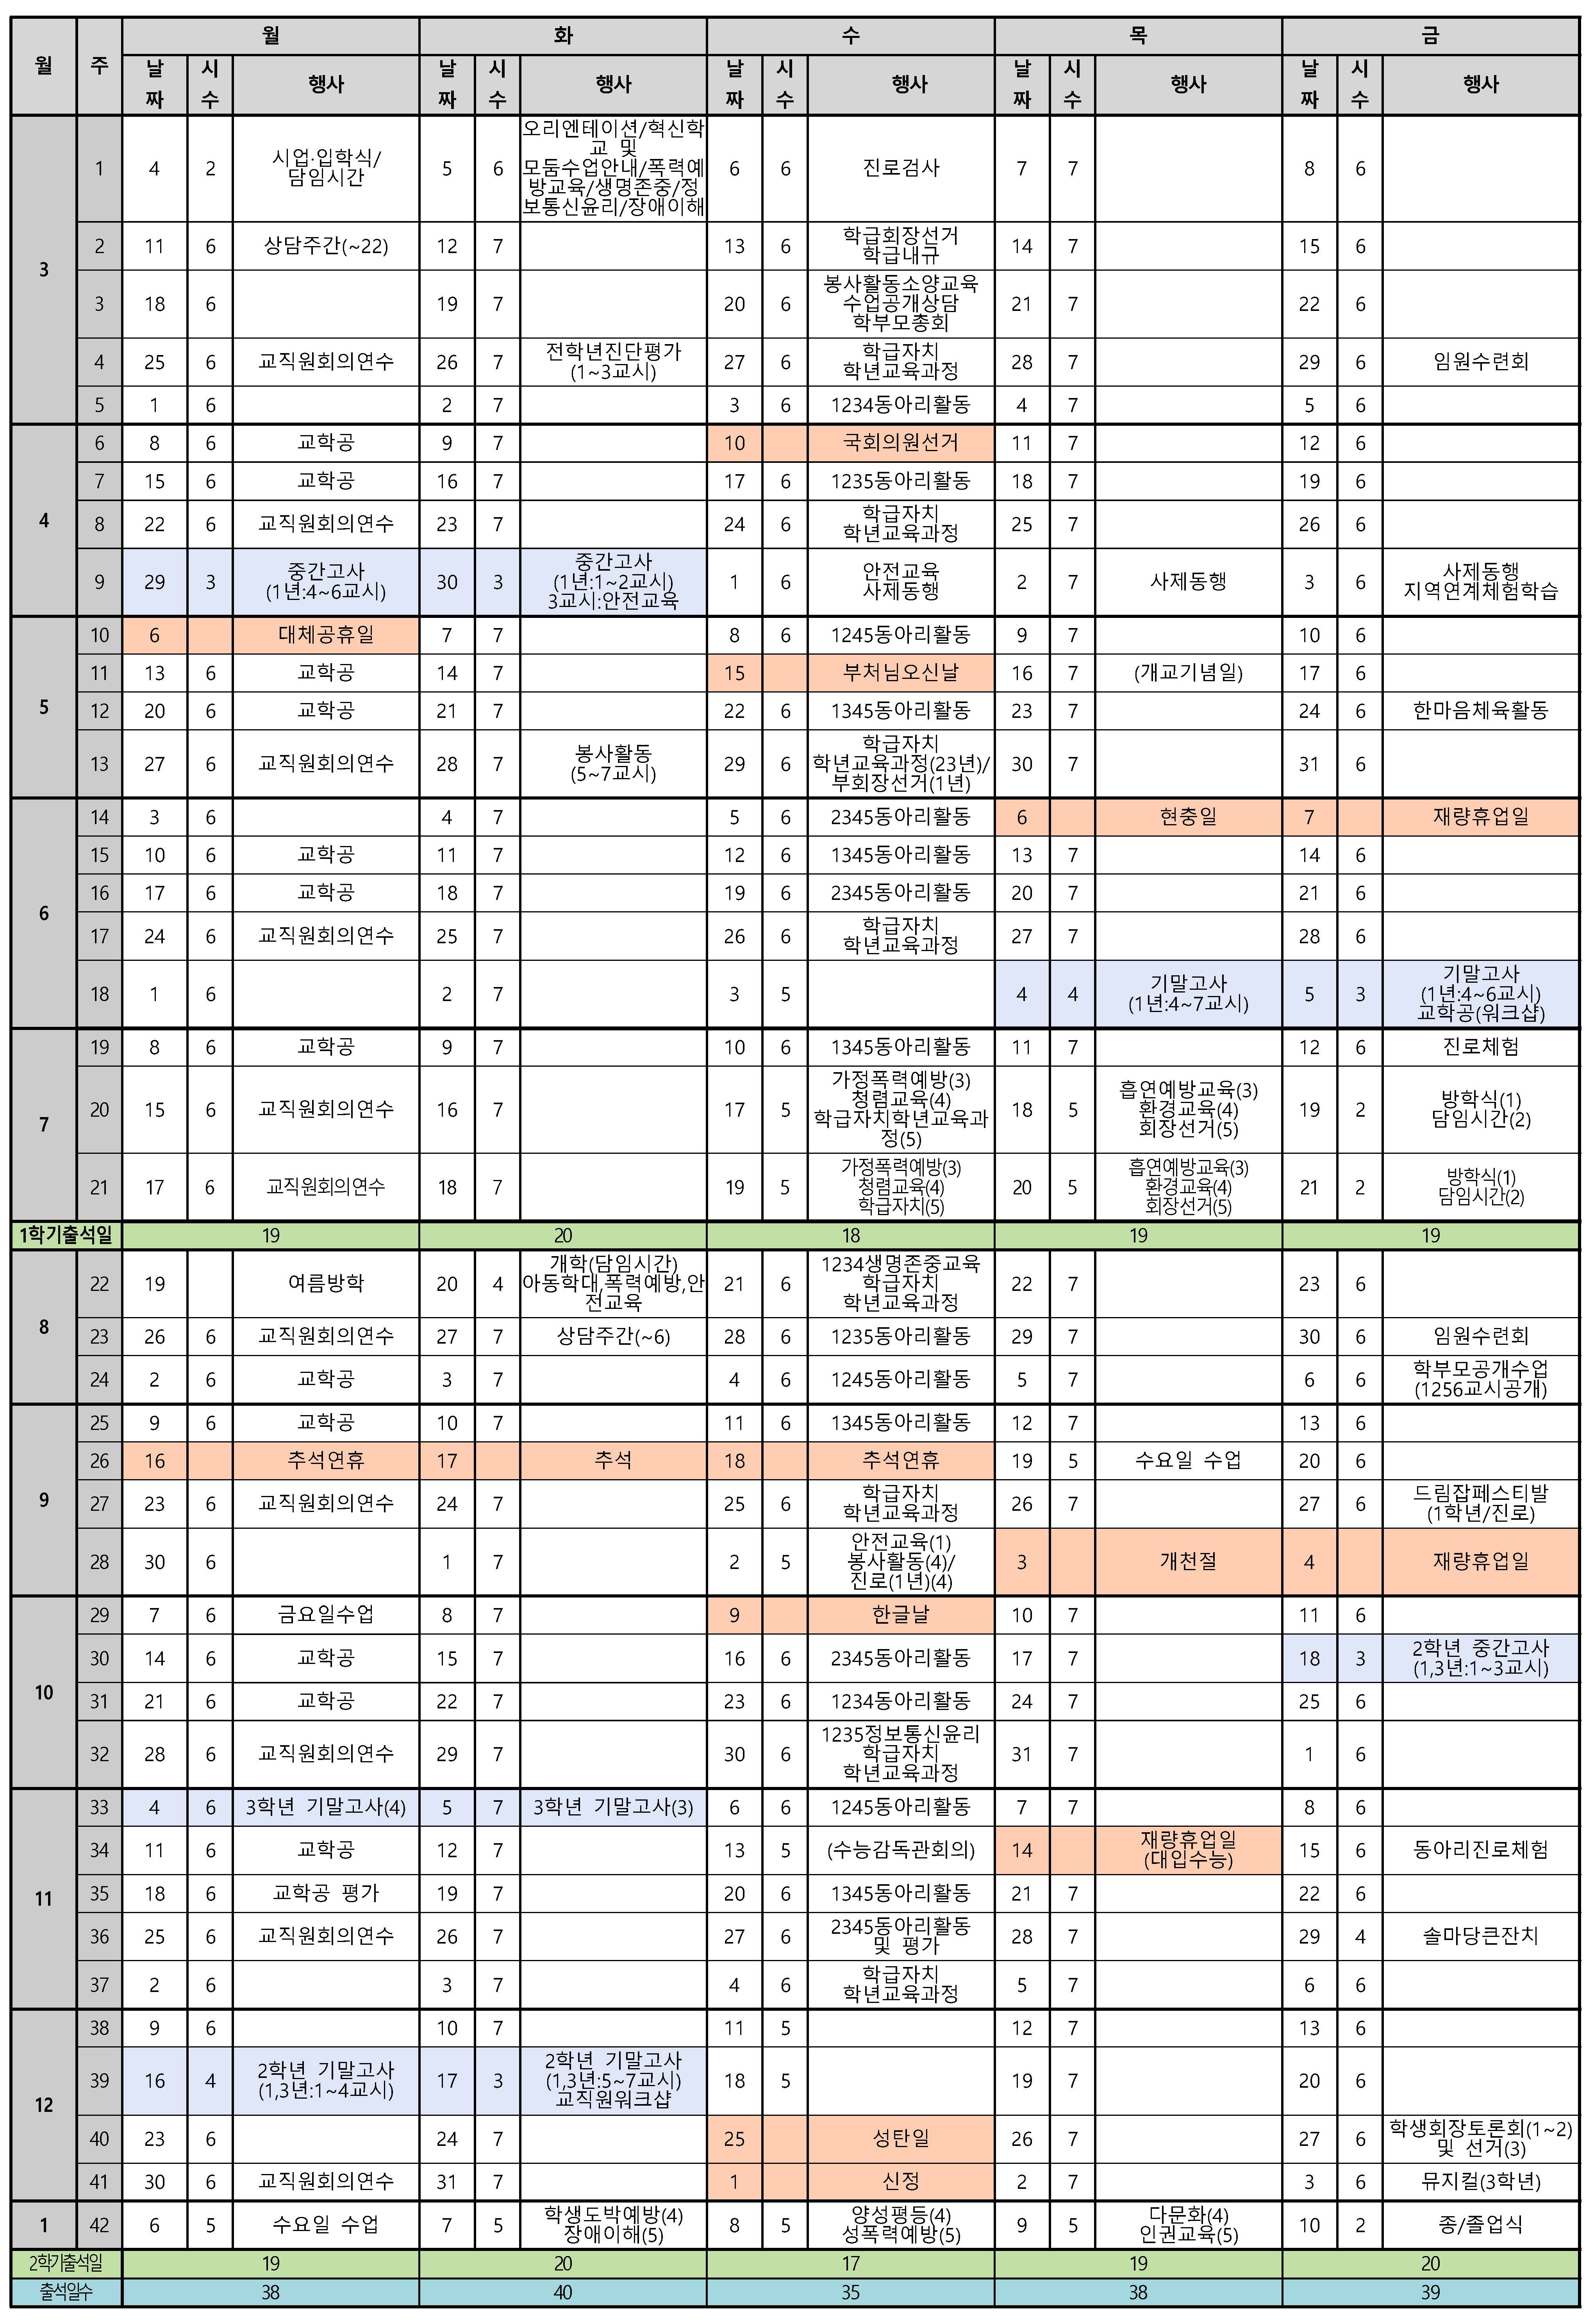 월 주 월 화 수 목 금
날짜 시수 행사 날짜 시수 행사 날짜 시수 행사 날짜 시수 행사 날짜 시수 행사
3 1 4 2 시업·입학식/
담임시간 5 6 오리엔테이션/혁신학
교 및
모둠수업안내/폭력예
방교육/생명존중/정
보통신윤리/장애이해 6 6 진로검사 7 7 8 6
2 11 6 상담주간(~22) 12 7 13 6 학급회장선거
학급내규 14 7 15 6
3 18 6 19 7 20 6 봉사활동소양교육
수업공개상담
학부모총회 21 7 22 6
4 25 6 교직원회의연수 26 7 전학년진단평가
(1~3교시) 27 6 학급자치
학년교육과정 28 7 29 6 임원수련회
5 1 6 2 7 3 6 1234동아리활동 4 7 5 6
4 6 8 6 교학공 9 7 10 국회의원선거 11 7 12 6
7 15 6 교학공 16 7 17 6 1235동아리활동 18 7 19 6
8 22 6 교직원회의연수 23 7 24 6 학급자치
학년교육과정 25 7 26 6
9 29 3 중간고사
(1년:4~6교시) 30 3 중간고사
(1년:1~2교시)
3교시:안전교육 1 6 안전교육
사제동행 2 7 사제동행 3 6 사제동행
지역연계체험학습
5 10 6 대체공휴일 7 7 8 6 1245동아리활동 9 7 10 6
11 13 6 교학공 14 7 15 부처님오신날 16 7 (개교기념일) 17 6
12 20 6 교학공 21 7 22 6 1345동아리활동 23 7 24 6 한마음체육활동
13 27 6 교직원회의연수 28 7 봉사활동
(5~7교시) 29 6 학급자치
학년교육과정(23년)/
부회장선거(1년) 30 7 31 6
6 14 3 6 4 7 5 6 2345동아리활동 6 현충일 7 재량휴업일
15 10 6 교학공 11 7 12 6 1345동아리활동 13 7 14 6
16 17 6 교학공 18 7 19 6 2345동아리활동 20 7 21 6
17 24 6 교직원회의연수 25 7 26 6 학급자치
학년교육과정 27 7 28 6
18 1 6 2 7 3 5 4 4 기말고사
(1년:4~7교시) 5 3 기말고사
(1년:4~6교시)
교학공(워크샵)
7 19 8 6 교학공 9 7 10 6 1345동아리활동 11 7 12 6 진로체험
20 15 6 교직원회의연수 16 7 17 5 가정폭력예방(3)
청렴교육(4)
학급자치학년교육과
정(5) 18 5 흡연예방교육(3)
환경교육(4)
회장선거(5) 19 2 방학식(1)
담임시간(2)
21 17 6 교직원회의연수 18 7 19 5 가정폭력예방(3)
청렴교육(4)
학급자치(5) 20 5 흡연예방교육(3)
환경교육(4)
회장선거(5) 21 2 방학식(1)
담임시간(2)
1학기출석일 19 20 18 19 19
8 22 19 여름방학 20 4 개학(담임시간)
아동학대,폭력예방,안
전교육 21 6 1234생명존중교육
학급자치
학년교육과정 22 7 23 6
23 26 6 교직원회의연수 27 7 상담주간(~6) 28 6 1235동아리활동 29 7 30 6 임원수련회
24 2 6 교학공 3 7 4 6 1245동아리활동 5 7 6 6 학부모공개수업
(1256교시공개)
9 25 9 6 교학공 10 7 11 6 1345동아리활동 12 7 13 6
26 16 추석연휴 17 추석 18 추석연휴 19 5 수요일 수업 20 6
27 23 6 교직원회의연수 24 7 25 6 학급자치
학년교육과정 26 7 27 6 드림잡페스티발
(1학년/진로)
28 30 6 1 7 2 5 안전교육(1)
봉사활동(4)/
진로(1년)(4) 3 개천절 4 재량휴업일
10 29 7 6 금요일수업 8 7 9 한글날 10 7 11 6
30 14 6 교학공 15 7 16 6 2345동아리활동 17 7 18 3 2학년 중간고사
(1,3년:1~3교시)
31 21 6 교학공 22 7 23 6 1234동아리활동 24 7 25 6
32 28 6 교직원회의연수 29 7 30 6 1235정보통신윤리
학급자치
학년교육과정 31 7 1 6
11 33 4 6 3학년 기말고사(4) 5 7 3학년 기말고사(3) 6 6 1245동아리활동 7 7 8 6
34 11 6 교학공 12 7 13 5 (수능감독관회의) 14 재량휴업일
(대입수능) 15 6 동아리진로체험
35 18 6 교학공 평가 19 7 20 6 1345동아리활동 21 7 22 6
36 25 6 교직원회의연수 26 7 27 6 2345동아리활동
및 평가 28 7 29 4 솔마당큰잔치
37 2 6 3 7 4 6 학급자치
학년교육과정 5 7 6 6
12 38 9 6 10 7 11 5 12 7 13 6
39 16 4 2학년 기말고사
(1,3년:1~4교시) 17 3 2학년 기말고사
(1,3년:5~7교시)
교직원워크샵 18 5 19 7 20 6
40 23 6 24 7 25 성탄일 26 7 27 6 학생회장토론회(1~2)
및 선거(3)
41 30 6 교직원회의연수 31 7 1 신정 2 7 3 6 뮤지컬(3학년)
1 42 6 5 수요일 수업 7 5 학생도박예방(4)
장애이해(5) 8 5 양성평등(4)
성폭력예방(5) 9 5 다문화(4)
인권교육(5) 10 2 종/졸업식
2학기출석일 19 20 17 19 20
출석일수 38 40 35 38 39